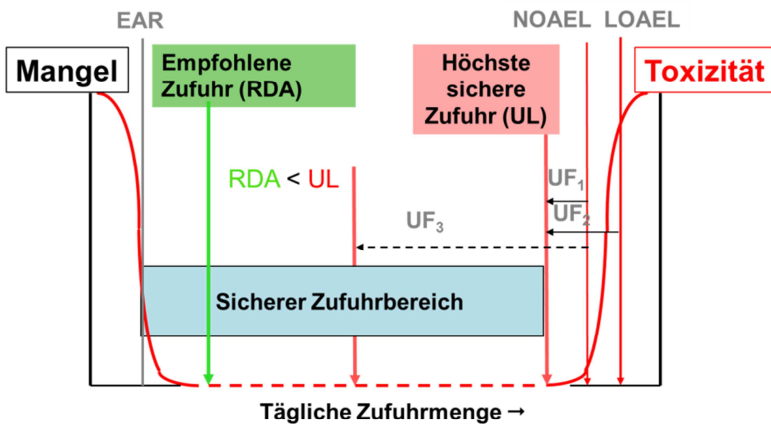 EAR
NOAEL LOAEL
Mangel
Empfohlene
Zufuhr (RDA)
Höchste
sichere
Zufuhr (UL)
Toxizität
RDA < UL
UF₁
UF₂
UF₃
Sicherer Zufuhrbereich
Tägliche Zufuhrmenge →